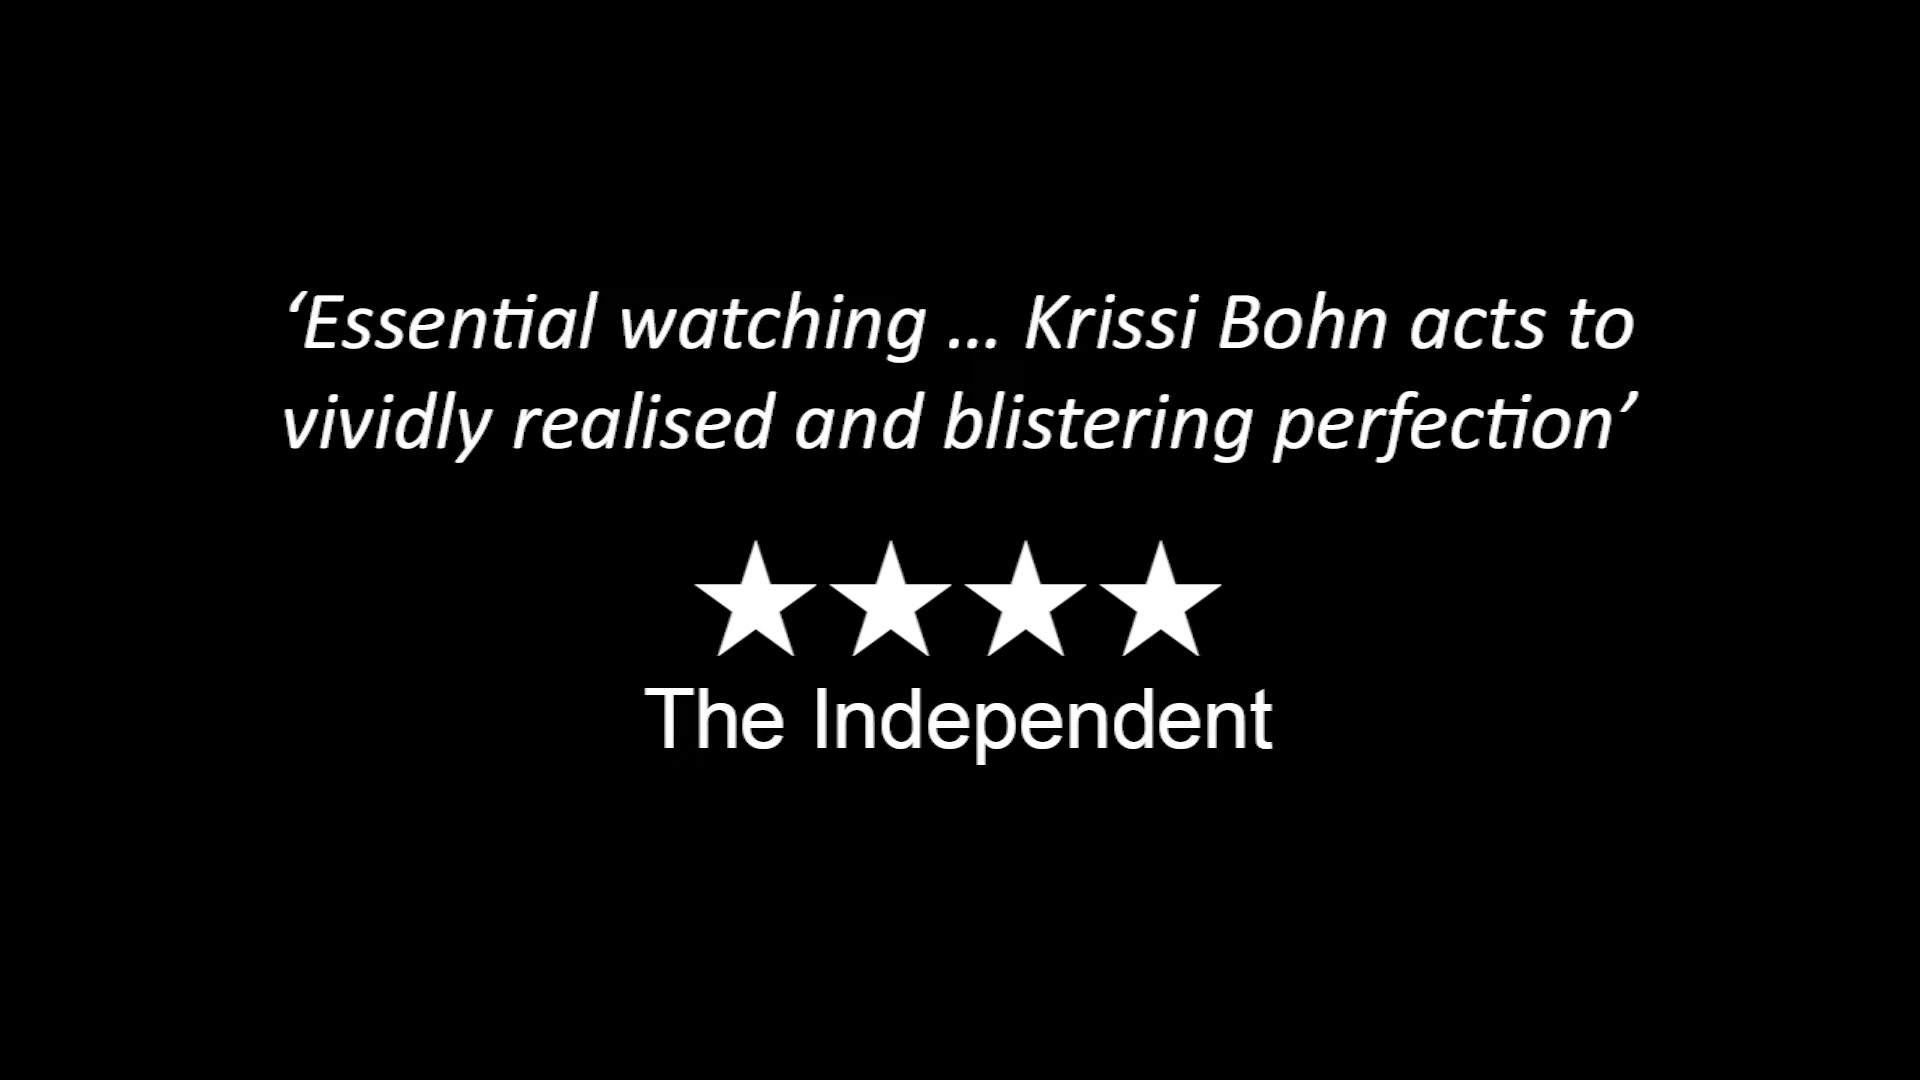 ‘Essential watching ... Krissi Bohn acts to
vividly realised and blistering perfection’
★★★★
The Independent